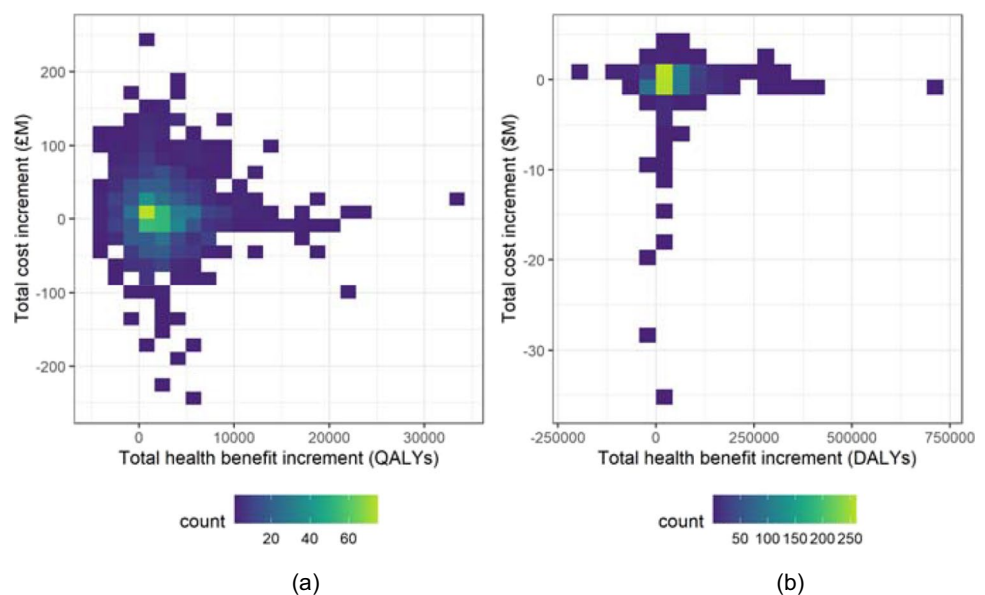 Total cost increment (£M)
200
100
0
-100
-200
0 10000 20000 30000
Total health benefit increment (QALYs)
count
20 40 60
(a)
Total cost increment ($M)
0
-10
-20
-30
-250000 0 250000 500000 750000
Total health benefit increment (DALYs)
count
50 100 150 200 250
(b)